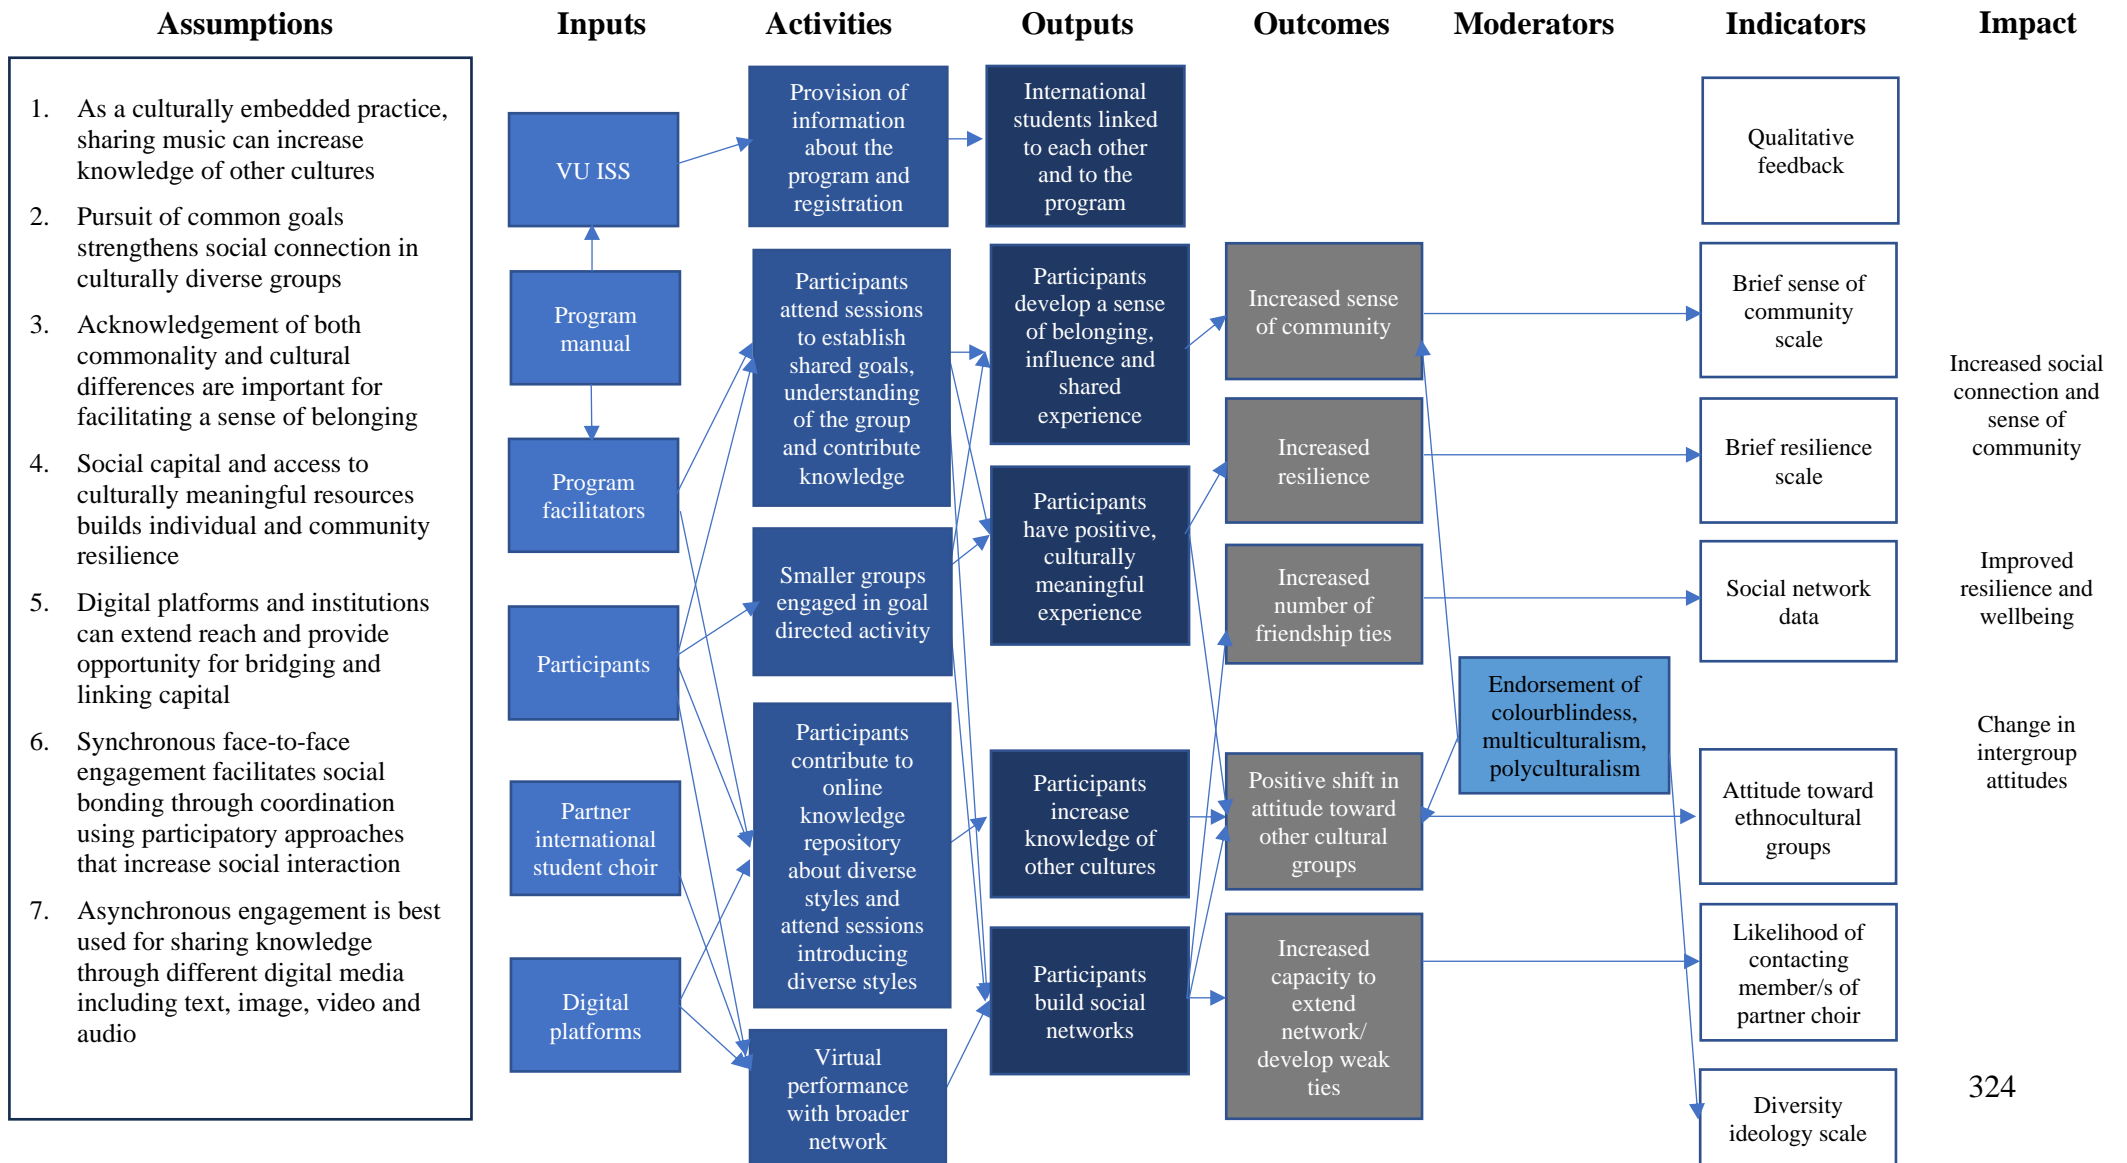 Assumptions
Inputs
Activities
Outputs
Outcomes
Moderators
Indicators
Impact
1. As a culturally embedded practice,
sharing music can increase
knowledge of other cultures
2. Pursuit of common goals
strengthens social connection in
culturally diverse groups
3. Acknowledgement of both
commonality and cultural
differences are important for
facilitating a sense of belonging
4. Social capital and access to
culturally meaningful resources
builds individual and community
resilience
5. Digital platforms and institutions
can extend reach and provide
opportunity for bridging and
linking capital
6. Synchronous face-to-face
engagement facilitates social
bonding through coordination
using participatory approaches
that increase social interaction
7. Asynchronous engagement is best
used for sharing knowledge
through different digital media
including text, image, video and
audio
VU ISS
Program
manual
Program
facilitators
Participants
Partner
international
student choir
Digital
platforms
Provision of
information
about the
program and
registration
Participants
attend sessions
to establish
shared goals,
understanding
of the group
and contribute
knowledge
Smaller groups
engaged in goal
directed activity
Participants
contribute to
online
knowledge
repository
about diverse
styles and
attend sessions
introducing
diverse styles
Virtual
performance
with broader
network
International
students linked
to each other
and to the
program
Participants
develop a sense
of belonging,
influence and
shared
experience
Participants
have positive,
culturally
meaningful
experience
Participants
increase
knowledge of
other cultures
Participants
build social
networks
Increased sense
of community
Increased
resilience
Increased
number of
friendship ties
Positive shift in
attitude toward
other cultural
groups
Increased
capacity to
extend
network/
develop weak
ties
Endorsement of
colourblindess,
multiculturalism,
polyculturalism
Qualitative
feedback
Brief sense of
community
scale
Brief resilience
scale
Social network
data
Attitude toward
ethnocultural
groups
Likelihood of
contacting
member/s of
partner choir
Diversity
ideology scale
Increased social
connection and
sense of
community
Improved
resilience and
wellbeing
Change in
intergroup
attitudes
324